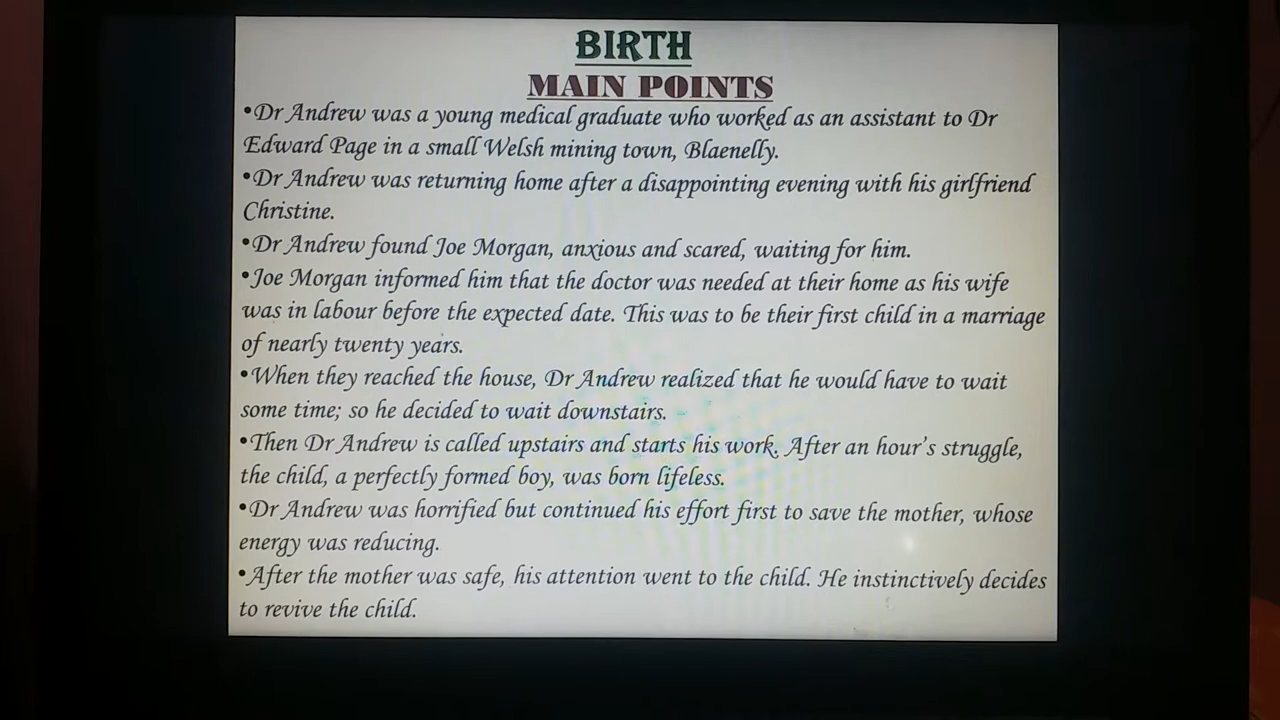 BIRTH
MAIN POINTS
•Dr Andrew was a young medical graduate who worked as an assistant to Dr
Edward Page in a small Welsh mining town, Blaenelly.
•Dr Andrew was returning home after a disappointing evening with his girlfriend
Christine.
•Dr Andrew found Joe Morgan, anxious and scared, waiting for him.
•Joe Morgan informed him that the doctor was needed at their home as his wife
was in labour before the expected date. This was to be their first child in a marriage
of nearly twenty years.
•When they reached the house, Dr Andrew realized that he would have to wait
some time; so he decided to wait downstairs.
•Then Dr Andrew is called upstairs and starts his work. After an hour's struggle,
the child, a perfectly formed boy, was born lifeless.
•Dr Andrew was horrified but continued his effort first to save the mother, whose
energy was reducing.
•After the mother was safe, his attention went to the child. He instinctively decides
to revive the child.